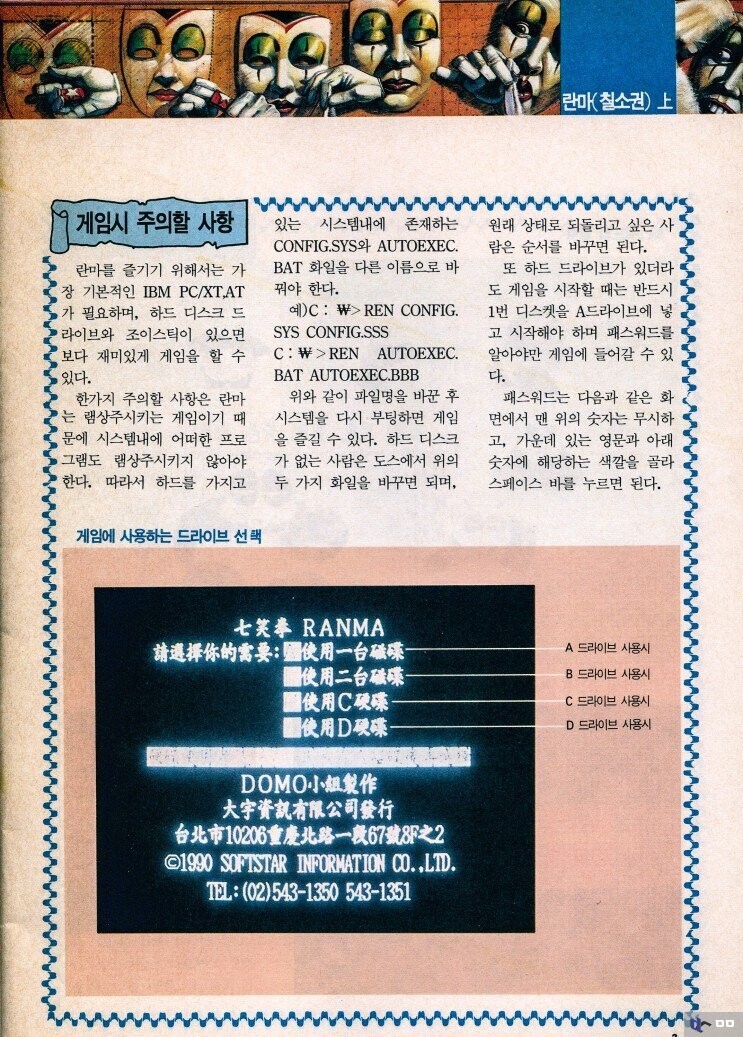 란마(칠소권) 上
게임시 주의할 사항
란마를 즐기기 위해서는 가
장 기본적인 IBM PC/XT,AT
가 필요하며, 하드 디스크 드
라이브와 조이스틱이 있으면
보다 재미있게 게임을 할 수
있다.
한가지 주의할 사항은 란마
는 램상주시키는 게임이기 때
문에 시스템내에 어떠한 프로
그램도 램상주시키지 않아야
한다. 따라서 하드를 가지고
있는 시스템내에 존재하는
CONFIG.SYS와 AUTOEXEC.
BAT 화일을 다른 이름으로 바
꿔야 한다.
예)C : ₩>REN CONFIG.
SYS CONFIG.SSS
C : ₩>REN AUTOEXEC.
BAT AUTOEXEC.BBB
위와 같이 파일명을 바꾼 후
시스템을 다시 부팅하면 게임
을 즐길 수 있다. 하드 디스크
가 없는 사람은 도스에서 위의
두 가지 화일을 바꾸면 되며,
원래 상태로 되돌리고 싶은 사
람은 순서를 바꾸면 된다.
또 하드 드라이브가 있더라
도 게임을 시작할 때는 반드시
1번 디스켓을 A드라이브에 넣
고 시작해야 하며 패스워드를
알아야만 게임에 들어갈 수 있
다.
패스워드는 다음과 같은 화
면에서 맨 위의 숫자는 무시하
고, 가운데 있는 영문과 아래
숫자에 해당하는 색깔을 골라
스페이스 바를 누르면 된다.
게임에 사용하는 드라이브 선택
七笑拳 RANMA
請選擇你的需要:使用一台磁碟
使用二台磁碟
使用C硬碟
使用D硬碟
A 드라이브 사용시
B 드라이브 사용시
C 드라이브 사용시
D 드라이브 사용시
DOMO小組製作
大宇資訊有限公司發行
台北市10206重慶北路一段67號8F之2
©1990 SOFTSTAR INFORMATION CO.,LTD.
TEL:(02)543-1350 543-1351